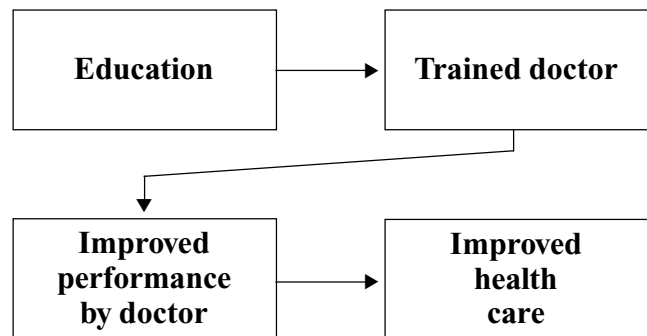 Education
Trained doctor
Improved
performance
by doctor
Improved
health
care